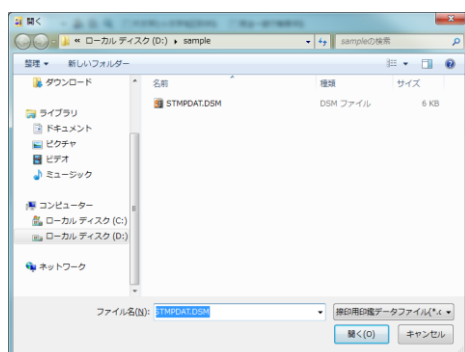 開く
« ローカル ディスク (D:) ▸ sample
sampleの検索
整理 ▼ 新しいフォルダー
ダウンロード
ライブラリ
ドキュメント
ピクチャ
ビデオ
ミュージック
コンピューター
ローカル ディスク (C:)
ローカル ディスク (D:)
ネットワーク
名前 種類 サイズ
STMPDAT.DSM DSM ファイル 6 KB
ファイル名(N): STMPDAT.DSM
押印用印鑑データファイル(*.c
開く(O) キャンセル